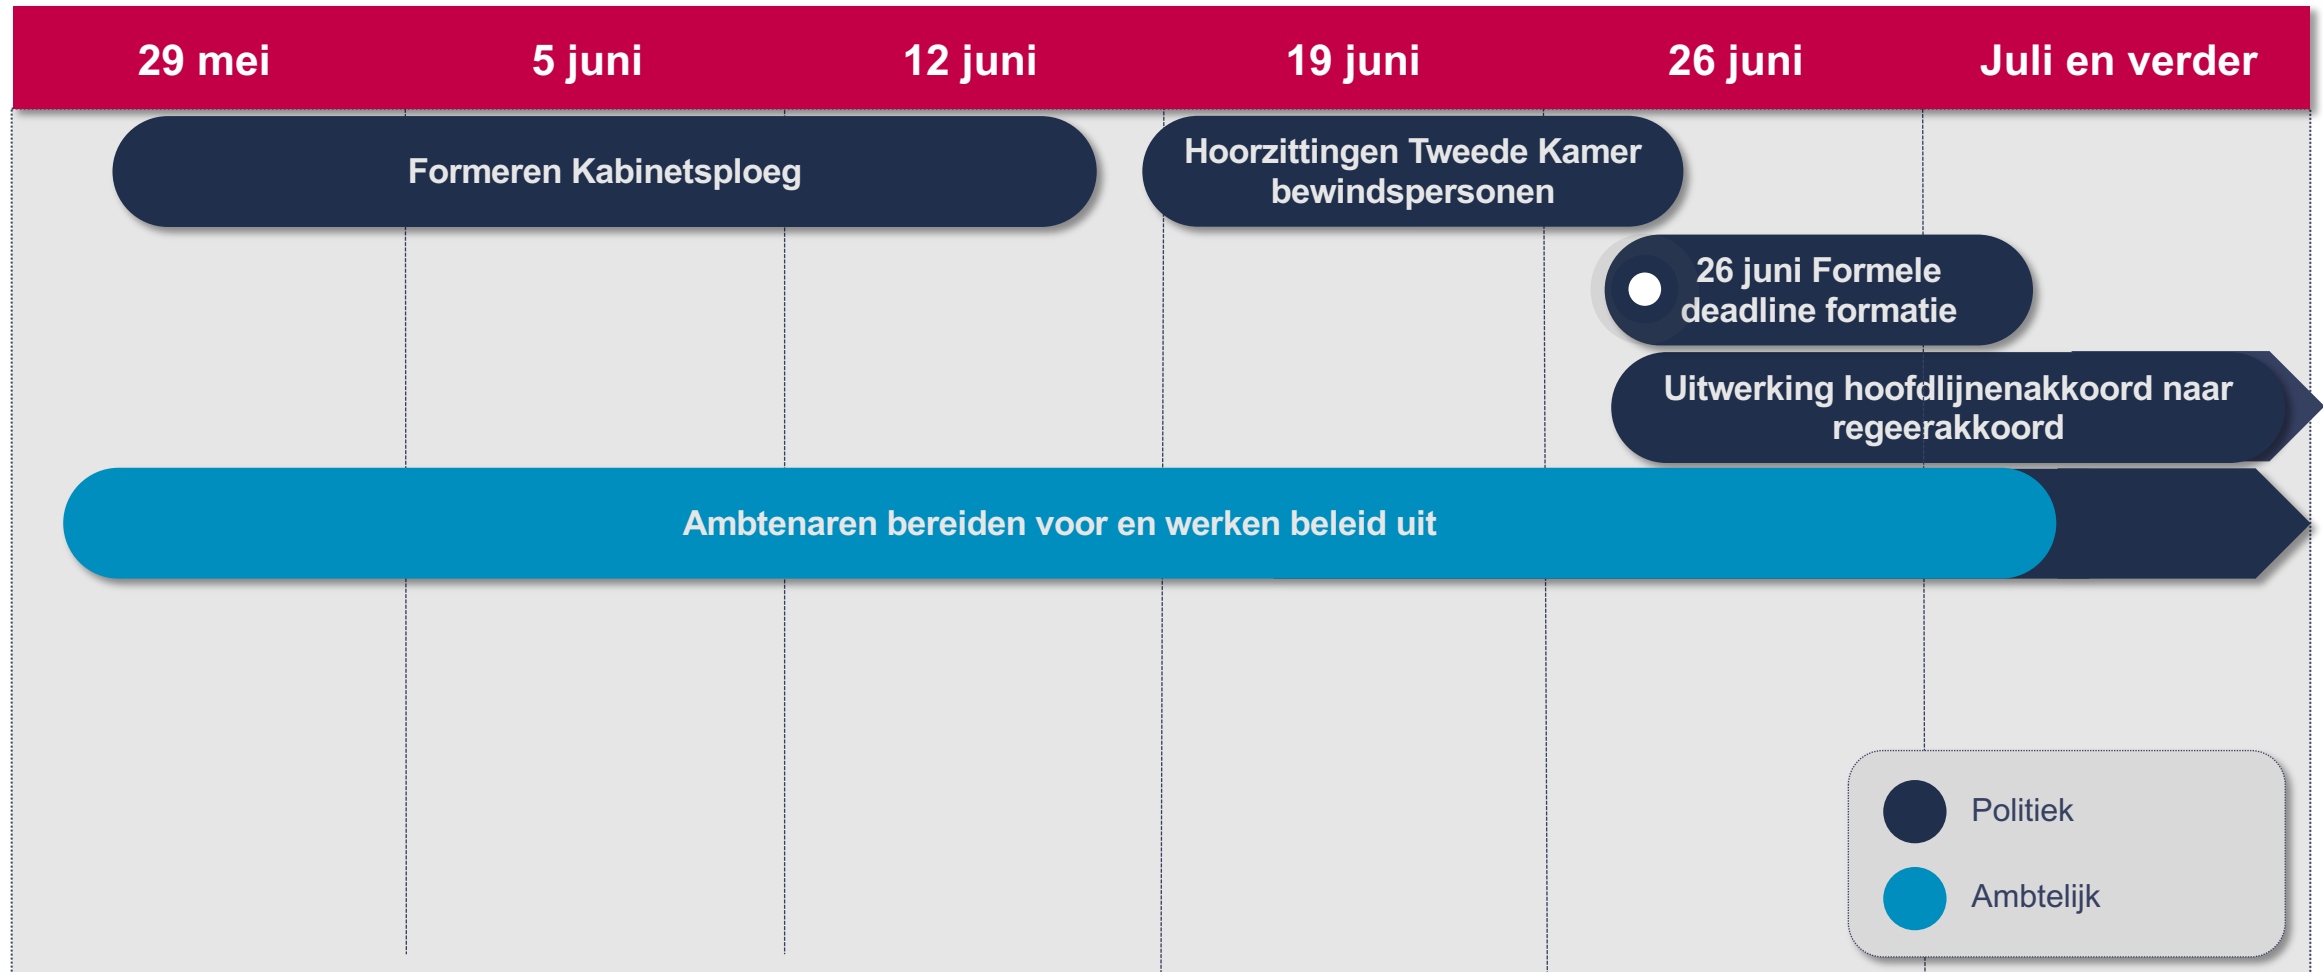 29 mei
5 juni
12 juni
19 juni
26 juni
Juli en verder
Formeren Kabinetsploeg
Hoorzittingen Tweede Kamer
bewindspersonen
26 juni Formele
deadline formatie
Uitwerking hoofdlijnenakkoord naar
regeerakkoord
Ambtenaren bereiden voor en werken beleid uit
Politiek
Ambtelijk